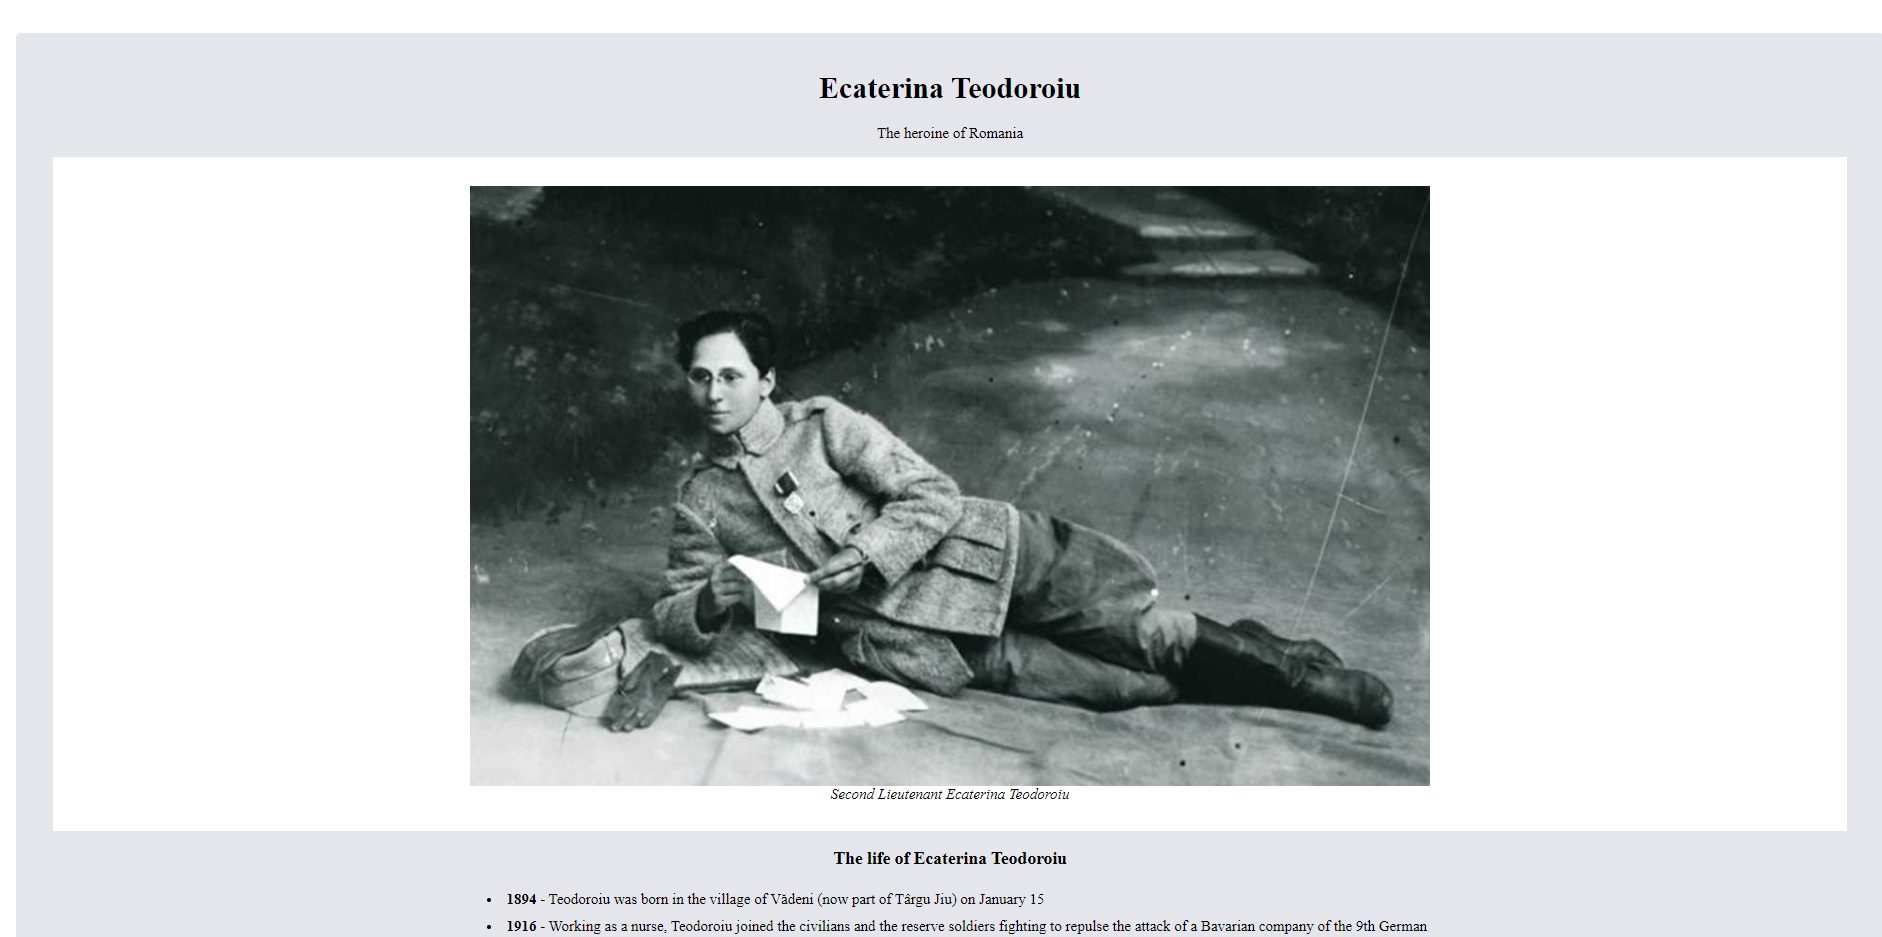 Ecaterina Teodoroiu
The heroine of Romania
Second Lieutenant Ecaterina Teodoroiu
The life of Ecaterina Teodoroiu
1894 - Teodoroiu was born in the village of Vădeni (now part of Târgu Jiu) on January 15
1916 - Working as a nurse, Teodoroiu joined the civilians and the reserve soldiers fighting to repulse the attack of a Bavarian company of the 9th German